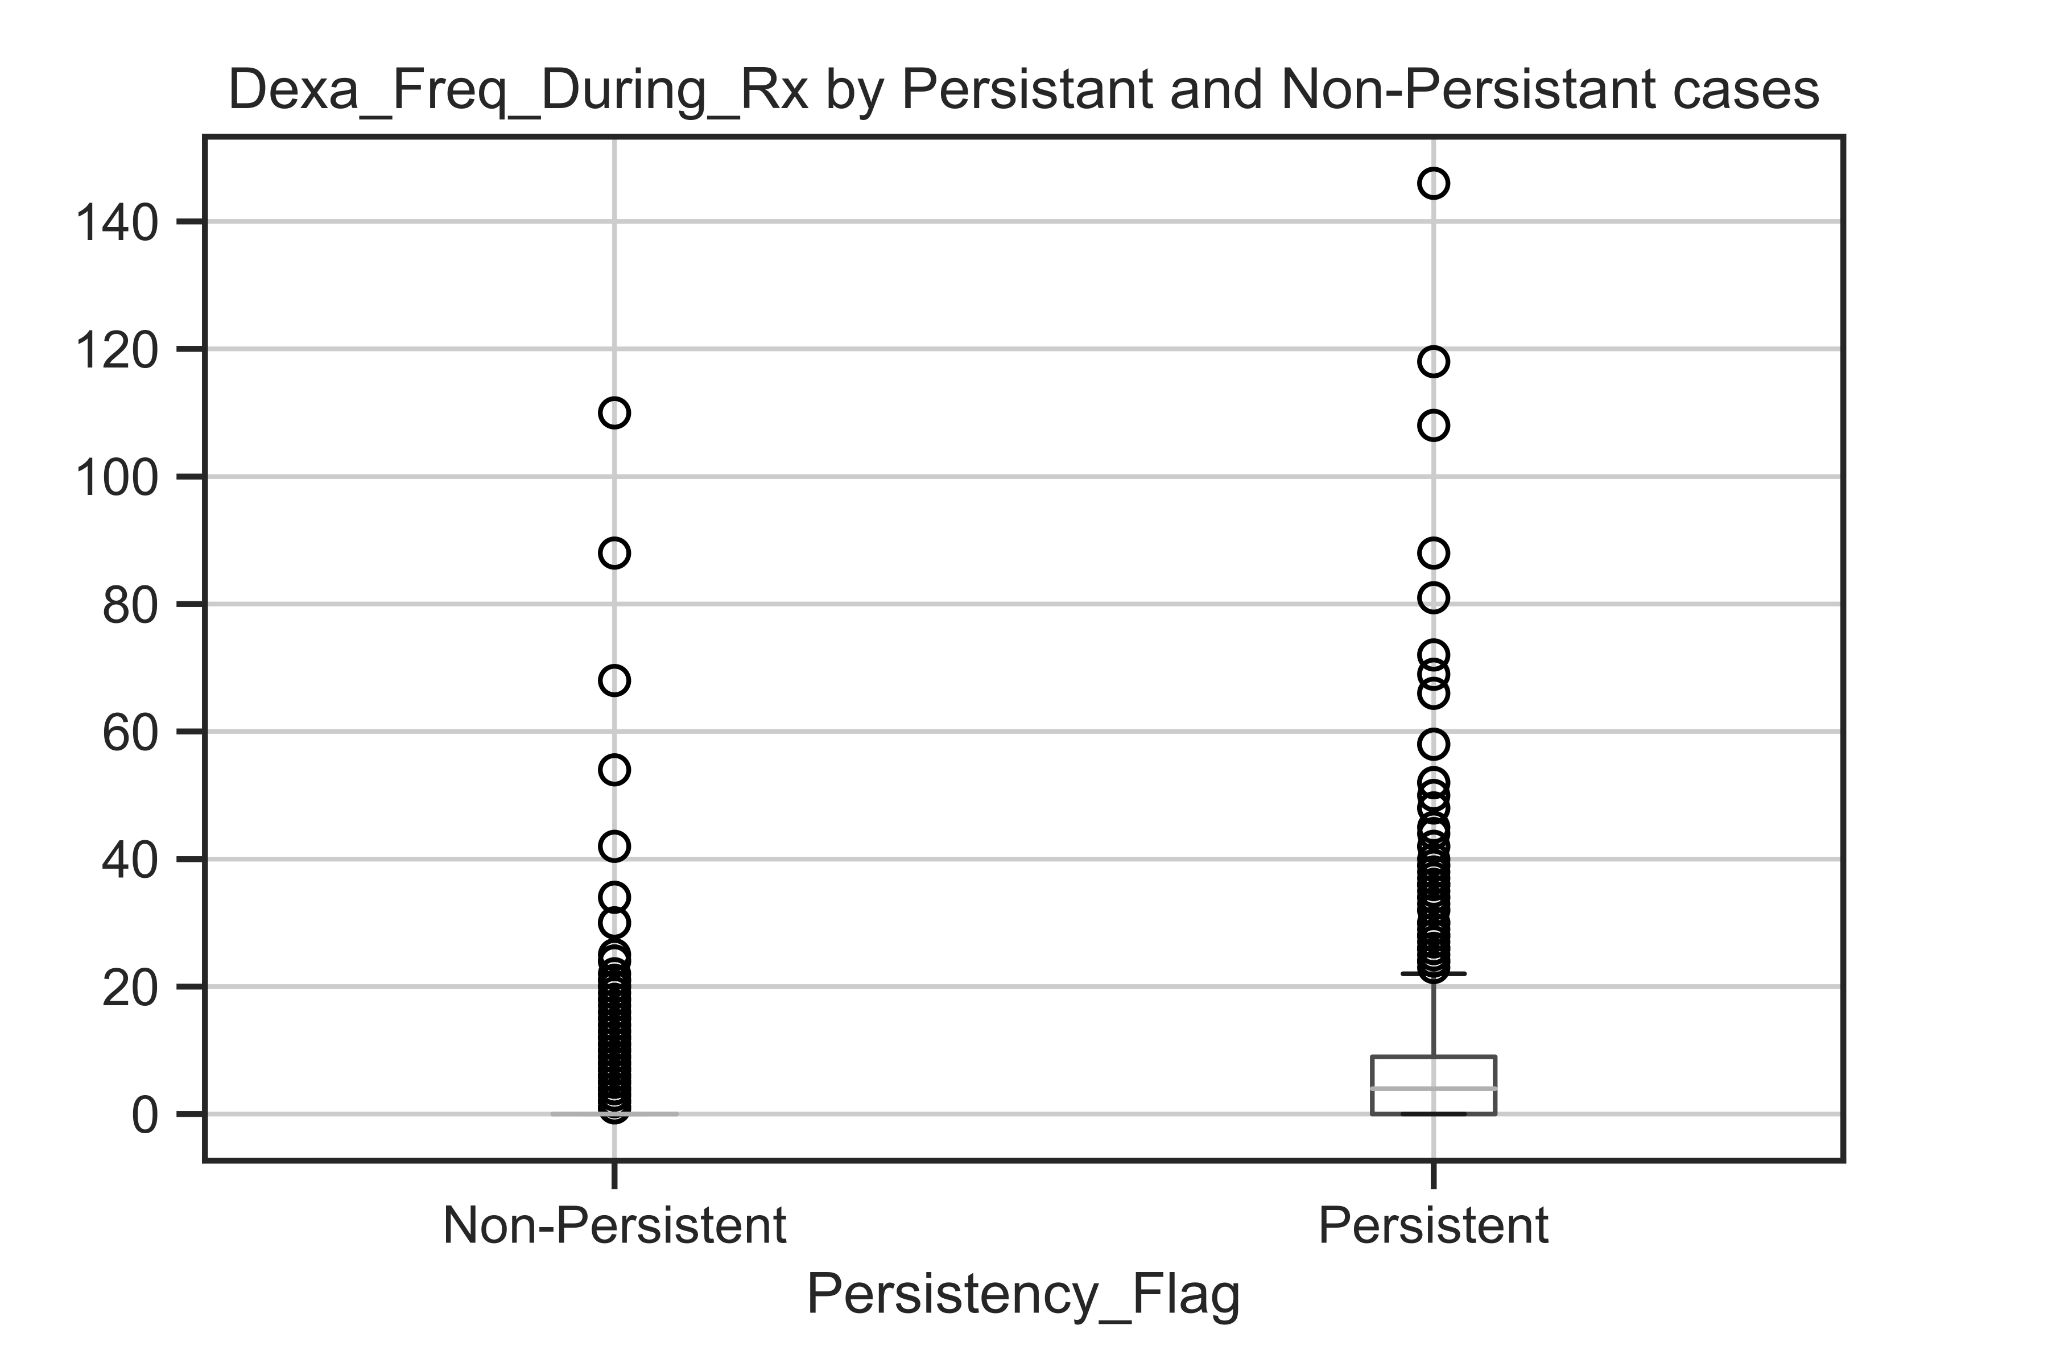 Dexa_Freq_During_Rx by Persistant and Non-Persistant cases
140
120
100
80
60
40
20
0
Non-Persistent Persistent
Persistency_Flag